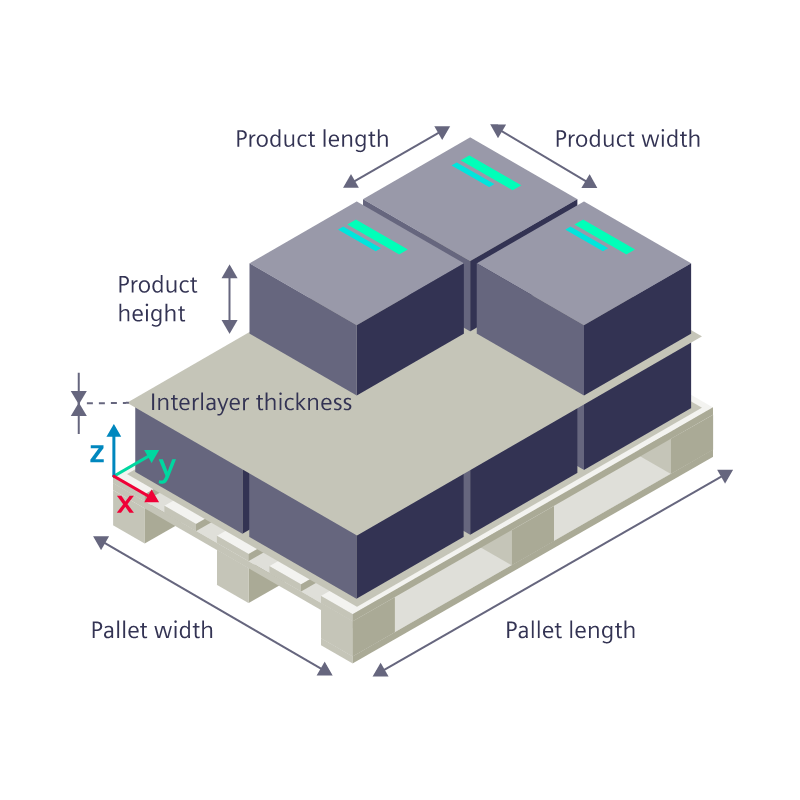 Product length
Product width
Product
height
Interlayer thickness
z
y
x
Pallet width
Pallet length